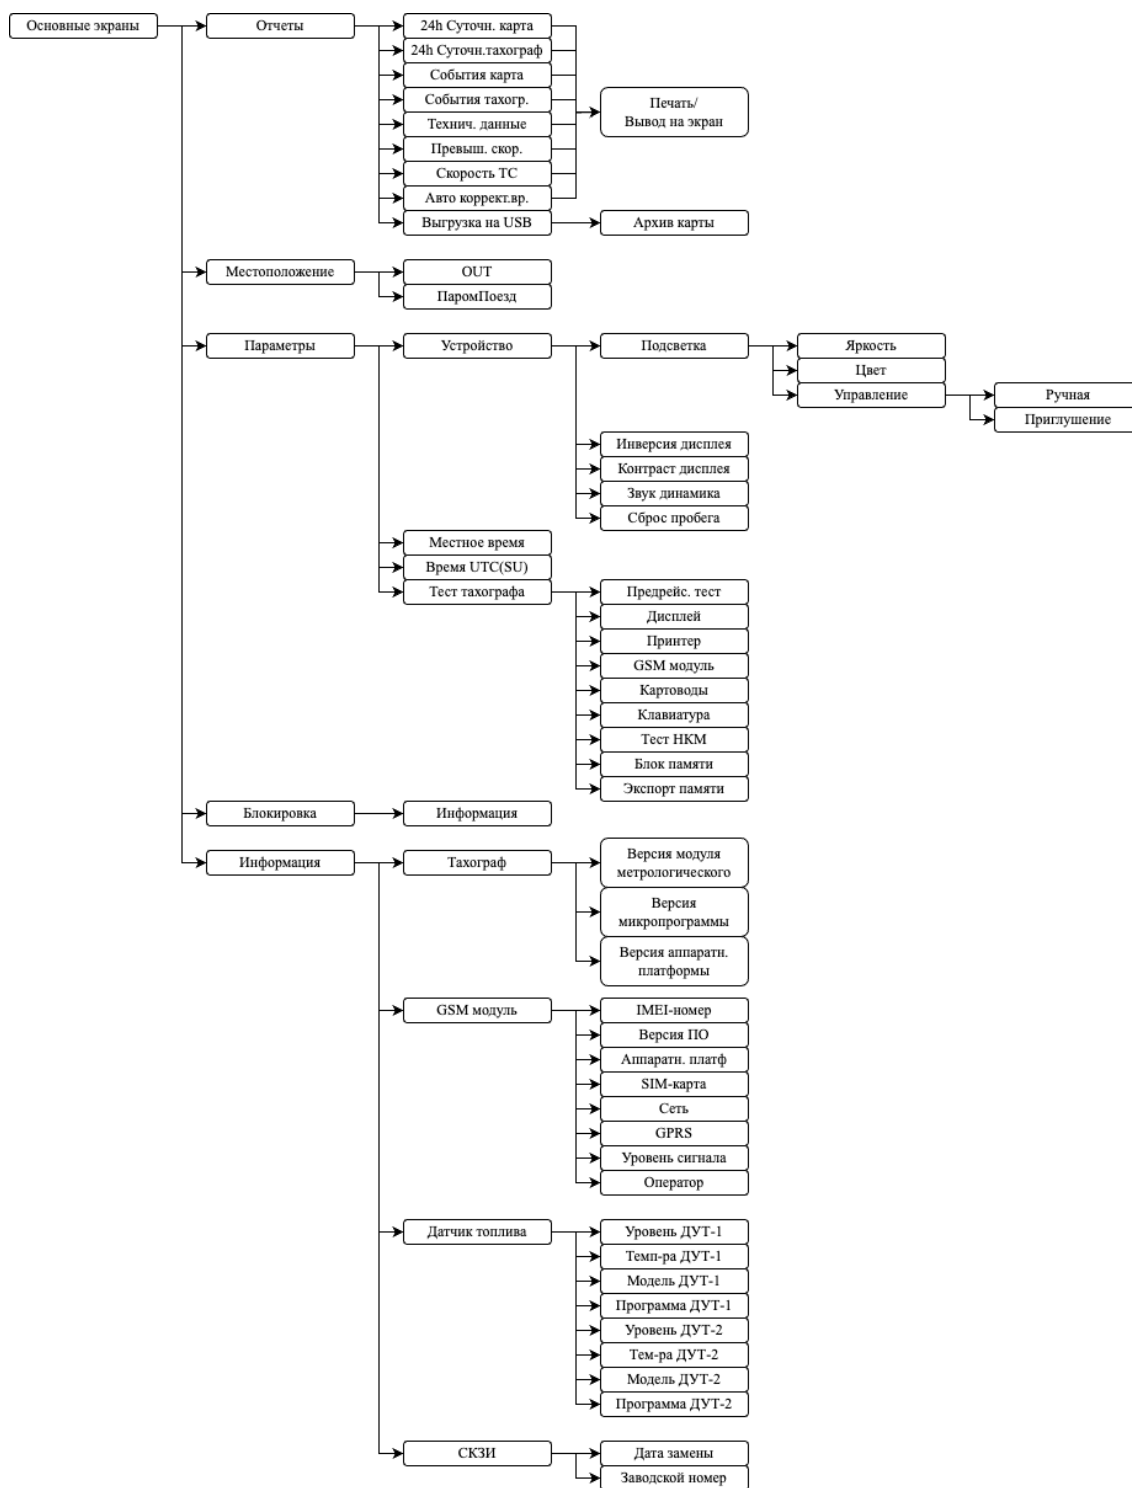 Основные экраны
Отчеты
24h Суточн. карта
24h Суточн.тахограф
События карта
События тахогр.
Технич. данные
Превыш. скор.
Скорость ТС
Авто коррект.вр.
Печать/
Вывод на экран
Выгрузка на USB
Архив карты
Местоположение
OUT
ПаромПоезд
Параметры
Устройство
Подсветка
Яркость
Цвет
Управление
Ручная
Приглушение
Инверсия дисплея
Контраст дисплея
Звук динамика
Сброс пробега
Местное время
Время UTC(SU)
Тест тахографа
Предрейс. тест
Дисплей
Принтер
GSM модуль
Картоводы
Клавиатура
Тест НКМ
Блок памяти
Экспорт памяти
Блокировка
Информация
Информация
Тахограф
Версия модуля
метрологического
Версия
микропрограммы
Версия аппаратн.
платформы
GSM модуль
IMEI-номер
Версия ПО
Аппаратн. платф
SIM-карта
Сеть
GPRS
Уровень сигнала
Оператор
Датчик топлива
Уровень ДУТ-1
Темп-ра ДУТ-1
Модель ДУТ-1
Программа ДУТ-1
Уровень ДУТ-2
Тем-ра ДУТ-2
Модель ДУТ-2
Программа ДУТ-2
СКЗИ
Дата замены
Заводской номер